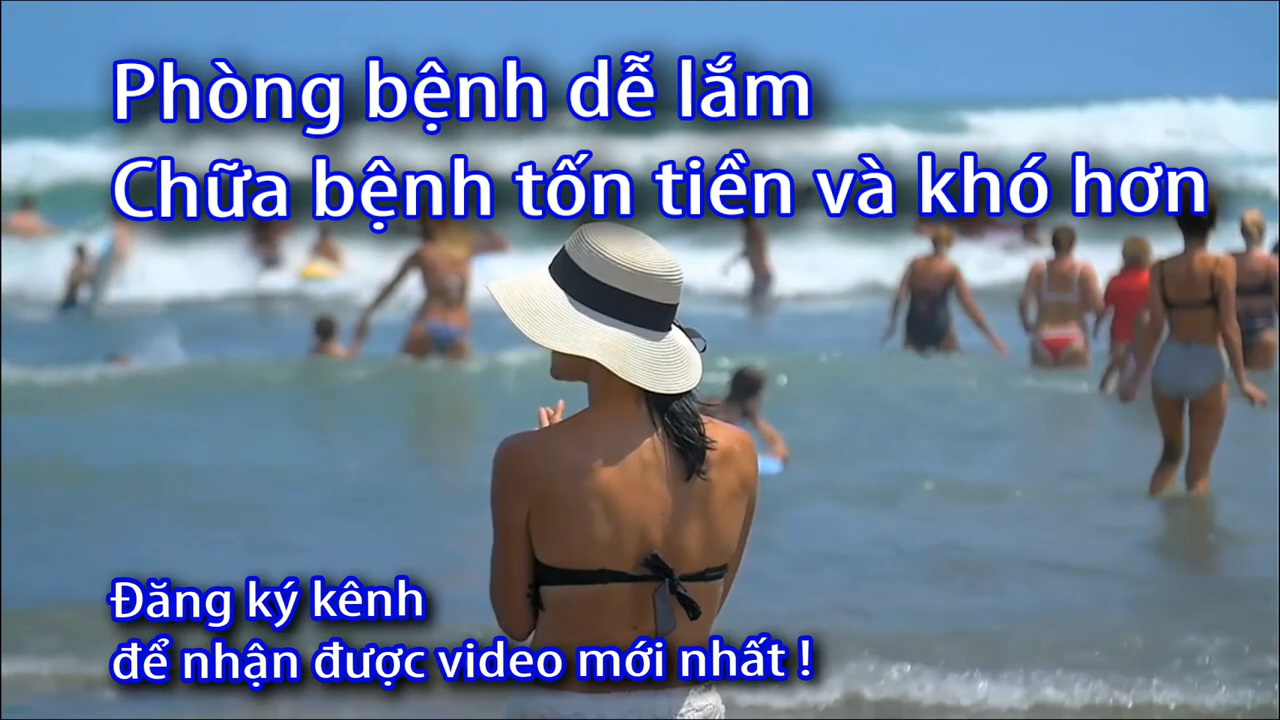 Phòng bệnh dễ lắm
Chữa bệnh tốn tiền và khó hơn
Đăng ký kênh
để nhận được video mới nhất !